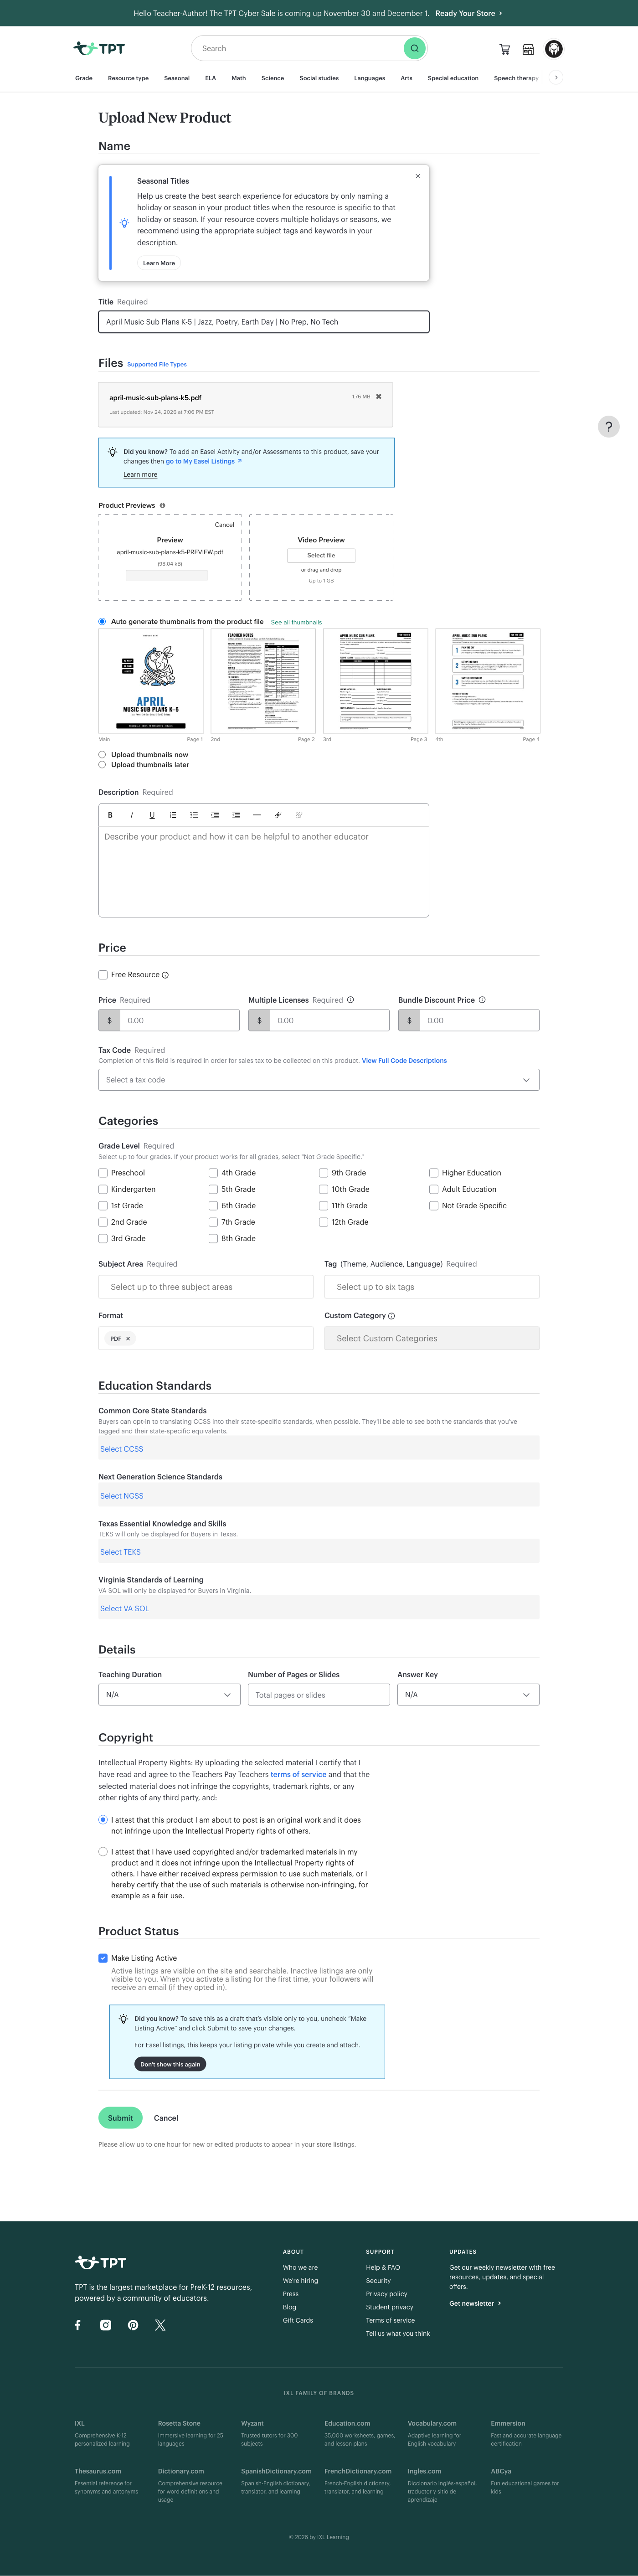 Hello Teacher-Author! The TPT Cyber Sale is coming up November 30 and December 1. Ready Your Store
TPT
Search
Grade Resource type Seasonal ELA Math Science Social studies Languages Arts Special education Speech therapy
Upload New Product
Name
Seasonal Titles
Help us create the best search experience for educators by only naming a
holiday or season in your product titles when the resource is specific to that
holiday or season. If your resource covers multiple holidays or seasons, we
recommend using the appropriate subject tags and keywords in your
description.
Learn More
Title Required
April Music Sub Plans K-5 | Jazz, Poetry, Earth Day | No Prep, No Tech
Files Supported File Types
april-music-sub-plans-k5.pdf
1.76 MB
Last updated: Nov 24, 2026 at 7:06 PM EST
Did you know? To add an Easel Activity and/or Assessments to this product, save your
changes then go to My Easel Listings
Learn more
Product Previews
Cancel
Preview
april-music-sub-plans-k5-PREVIEW.pdf
(98.04 kB)
Video Preview
Select file
or drag and drop
Up to 1 GB
Auto generate thumbnails from the product file See all thumbnails
APRIL
MUSIC SUB PLANS K-5
TEACHER NOTES
APRIL MUSIC SUB PLANS
APRIL MUSIC SUB PLANS
1
2
3
Main Page 1 2nd Page 2 3rd Page 3 4th Page 4
Upload thumbnails now
Upload thumbnails later
Description Required
B I U
Describe your product and how it can be helpful to another educator
Price
Free Resource
Price Required Multiple Licenses Required Bundle Discount Price
$ 0.00 $ 0.00 $ 0.00
Tax Code Required
Completion of this field is required in order for sales tax to be collected on this product. View Full Code Descriptions
Select a tax code
Categories
Grade Level Required
Select up to four grades. If your product works for all grades, select "Not Grade Specific."
Preschool 4th Grade 9th Grade Higher Education
Kindergarten 5th Grade 10th Grade Adult Education
1st Grade 6th Grade 11th Grade Not Grade Specific
2nd Grade 7th Grade 12th Grade
3rd Grade 8th Grade
Subject Area Required Tag (Theme, Audience, Language) Required
Select up to three subject areas Select up to six tags
Format Custom Category
PDF Select Custom Categories
Education Standards
Common Core State Standards
Buyers can opt-in to translating CCSS into their state-specific standards, when possible. They'll be able to see both the standards that you've
tagged and their state-specific equivalents.
Select CCSS
Next Generation Science Standards
Select NGSS
Texas Essential Knowledge and Skills
TEKS will only be displayed for Buyers in Texas.
Select TEKS
Virginia Standards of Learning
VA SOL will only be displayed for Buyers in Virginia.
Select VA SOL
Details
Teaching Duration Number of Pages or Slides Answer Key
N/A Total pages or slides N/A
Copyright
Intellectual Property Rights: By uploading the selected material I certify that I
have read and agree to the Teachers Pay Teachers terms of service and that the
selected material does not infringe the copyrights, trademark rights, or any
other rights of any third party, and:
I attest that this product I am about to post is an original work and it does
not infringe upon the Intellectual Property rights of others.
I attest that I have used copyrighted and/or trademarked materials in my
product and it does not infringe upon the Intellectual Property rights of
others. I have either received express permission to use such materials, or I
hereby certify that the use of such materials is otherwise non-infringing, for
example as a fair use.
Product Status
Make Listing Active
Active listings are visible on the site and searchable. Inactive listings are only
visible to you. When you activate a listing for the first time, your followers will
receive an email (if they opted in).
Did you know? To save this as a draft that's visible only to you, uncheck "Make
Listing Active" and click Submit to save your changes.
For Easel listings, this keeps your listing private while you create and attach.
Don't show this again
Submit Cancel
Please allow up to one hour for new or edited products to appear in your store listings.
?
TPT
TPT is the largest marketplace for PreK-12 resources,
powered by a community of educators.
ABOUT
Who we are
We're hiring
Press
Blog
Gift Cards
SUPPORT
Help & FAQ
Security
Privacy policy
Student privacy
Terms of service
Tell us what you think
UPDATES
Get our weekly newsletter with free
resources, updates, and special
offers.
Get newsletter
IXL FAMILY OF BRANDS
IXL
Comprehensive K-12
personalized learning
Rosetta Stone
Immersive learning for 25
languages
Wyzant
Trusted tutors for 300
subjects
Education.com
35,000 worksheets, games,
and lesson plans
Vocabulary.com
Adaptive learning for
English vocabulary
Emmersion
Fast and accurate language
certification
Thesaurus.com
Essential reference for
synonyms and antonyms
Dictionary.com
Comprehensive resource
for word definitions and
usage
SpanishDictionary.com
Spanish-English dictionary,
translator, and learning
FrenchDictionary.com
French-English dictionary,
translator, and learning
Ingles.com
Diccionario inglés-español,
traductor y sitio de
aprendizaje
ABCya
Fun educational games for
kids
© 2026 by IXL Learning